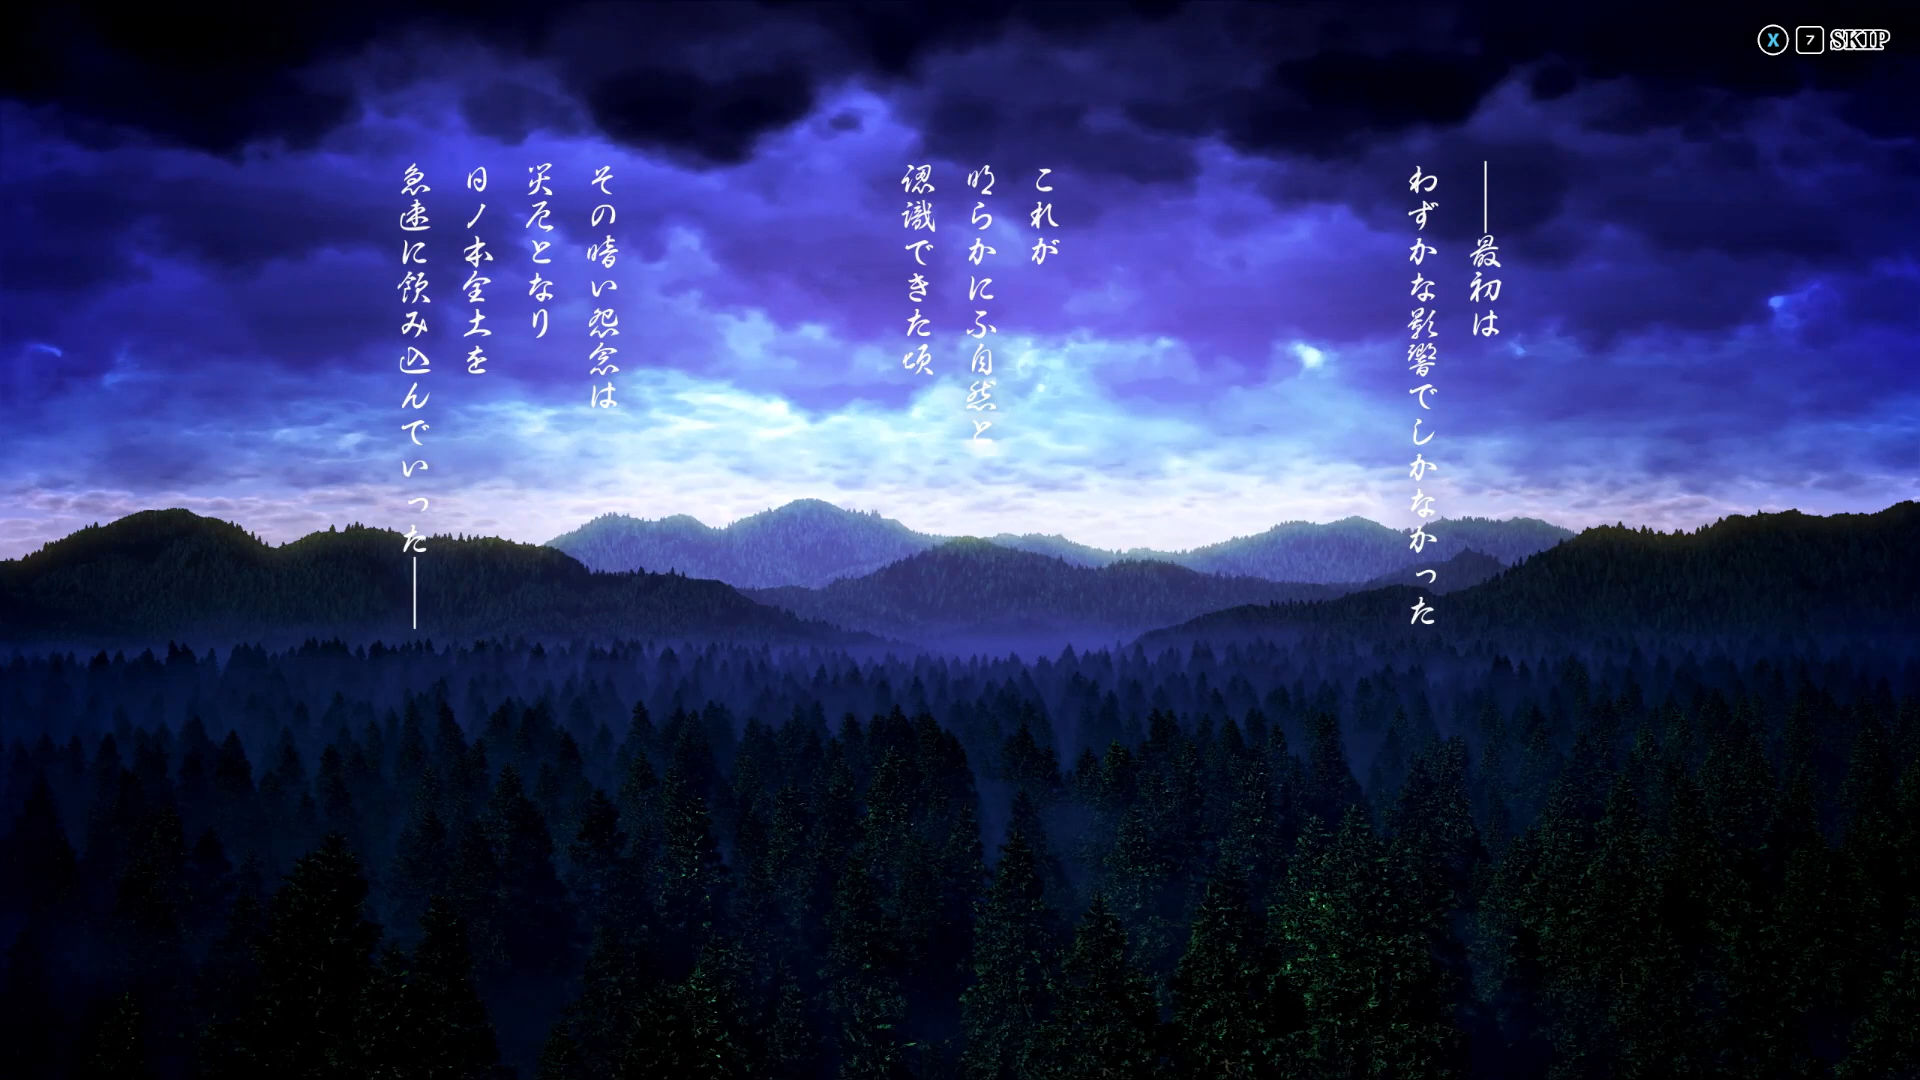 ――最初は
わずかな影響でしかなかった
これが
明らかにふ自然と
認識できた頃
その暗い怨念は
災厄となり
日ノ本全土を
急速に飲み込んでいった――
X 7 SKIP